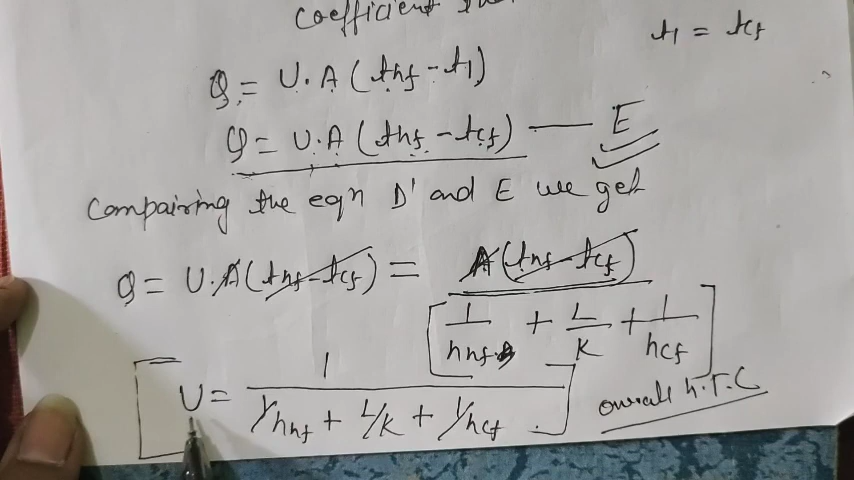 coefficient
t1 = tcf
Q = U.A (thf - t1)
Q = U.A (thf - tcf) — E
Compairing the eqn D' and E we get
Q = U.A (thf - tcf) = A (thf - tcf) / [1/hhf + L/K + 1/hcf]
U = 1 / (1/hhf + L/K + 1/hcf)
overall h.T.C